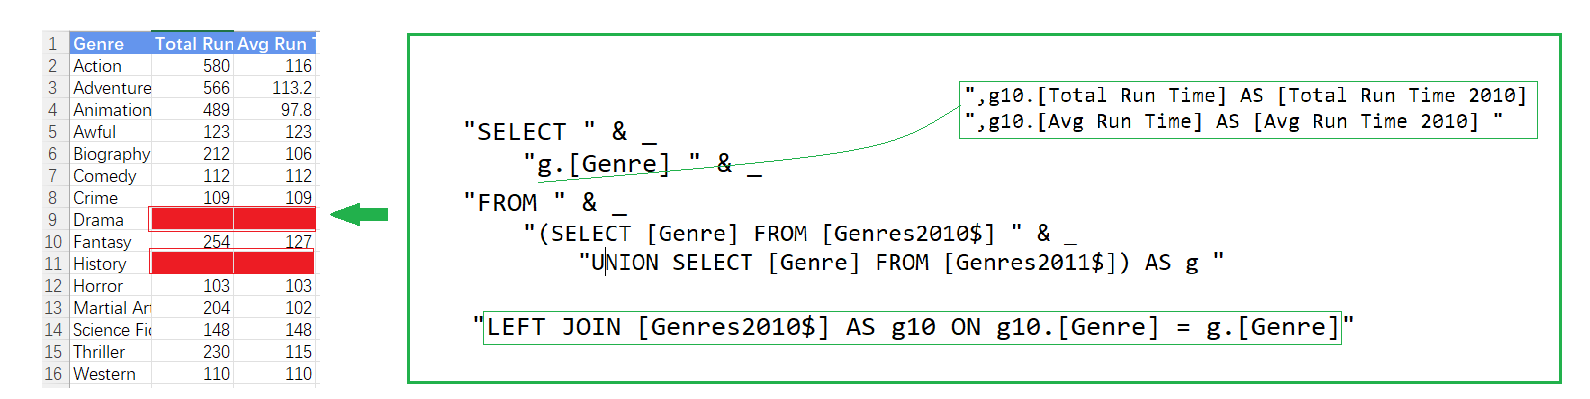 1 Genre Total Run Avg Run T
2 Action 580 116
3 Adventure 566 113.2
4 Animation 489 97.8
5 Awful 123 123
6 Biography 212 106
7 Comedy 112 112
8 Crime 109 109
9 Drama
10 Fantasy 254 127
11 History
12 Horror 103 103
13 Martial Art 204 102
14 Science Fic 148 148
15 Thriller 230 115
16 Western 110 110
",g10.[Total Run Time] AS [Total Run Time 2010]
",g10.[Avg Run Time] AS [Avg Run Time 2010] "
"SELECT " & _
"g.[Genre] " & _
"FROM " & _
"(SELECT [Genre] FROM [Genres2010$] " & _
"UNION SELECT [Genre] FROM [Genres2011$]) AS g "
"LEFT JOIN [Genres2010$] AS g10 ON g10.[Genre] = g.[Genre]"